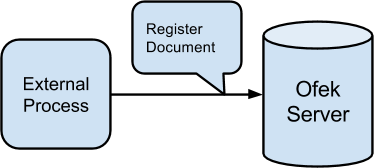 Register
Document
External
Process
Ofek
Server